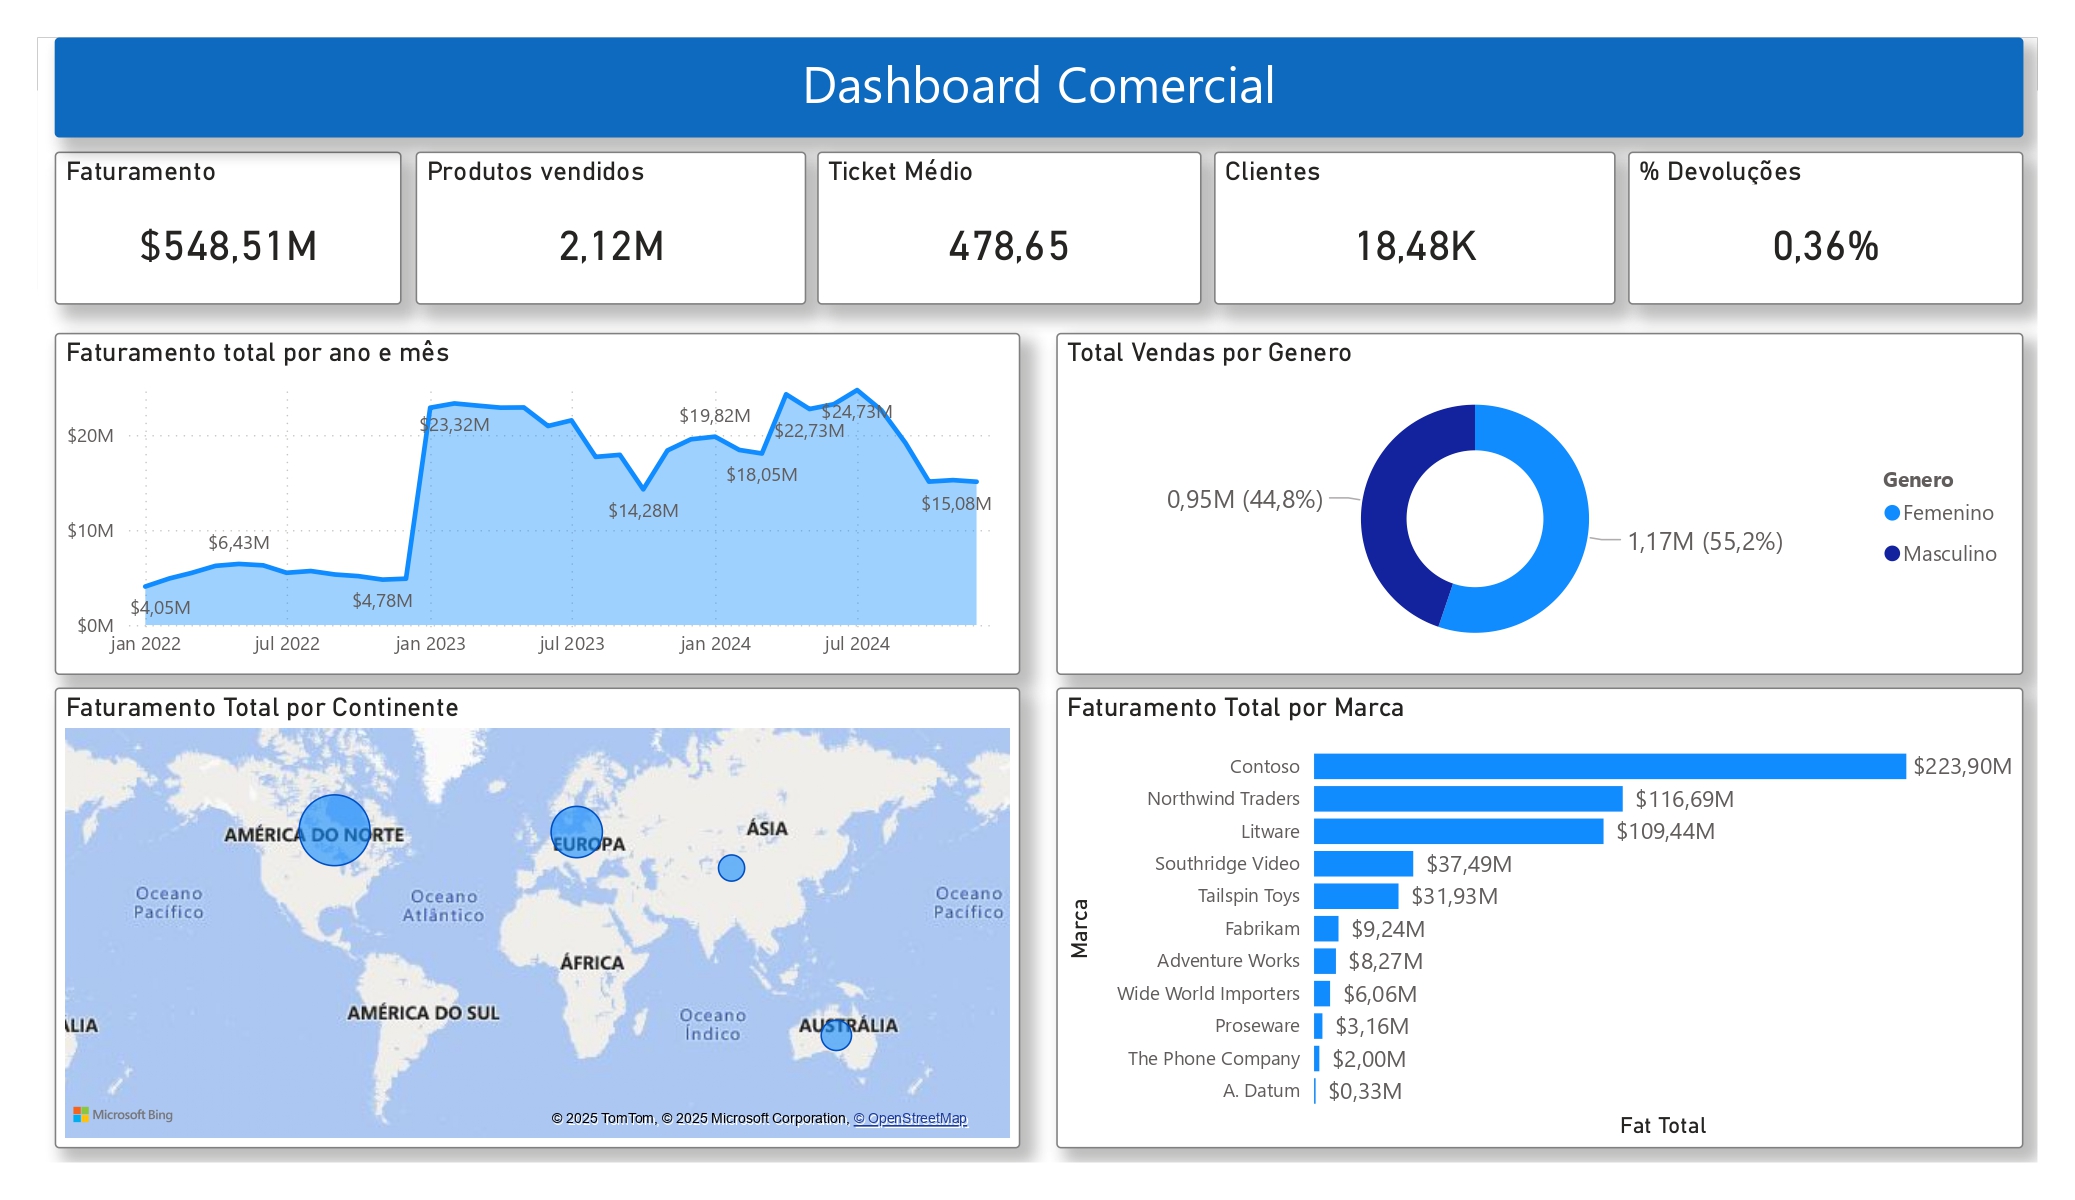 Dashboard Comercial
Faturamento
$548,51M
Produtos vendidos
2,12M
Ticket Médio
478,65
Clientes
18,48K
% Devoluções
0,36%
Faturamento total por ano e mês
$20M
$10M
$0M
$4,05M
$6,43M
$4,78M
$23,32M
$14,28M
$19,82M
$18,05M
$22,73M
$24,73M
$15,08M
jan 2022
jul 2022
jan 2023
jul 2023
jan 2024
jul 2024
Total Vendas por Genero
0,95M (44,8%)
1,17M (55,2%)
Genero
Femenino
Masculino
Faturamento Total por Continente
AMÉRICA DO NORTE
EUROPA
ÁSIA
Oceano
Pacífico
Oceano
Atlântico
Oceano
Pacífico
ÁFRICA
AMÉRICA DO SUL
Oceano
Índico
ALIA
AUSTRÁLIA
Microsoft Bing
© 2025 TomTom, © 2025 Microsoft Corporation, © OpenStreetMap
Faturamento Total por Marca
Marca
Contoso $223,90M
Northwind Traders $116,69M
Litware $109,44M
Southridge Video $37,49M
Tailspin Toys $31,93M
Fabrikam $9,24M
Adventure Works $8,27M
Wide World Importers $6,06M
Proseware $3,16M
The Phone Company $2,00M
A. Datum $0,33M
Fat Total